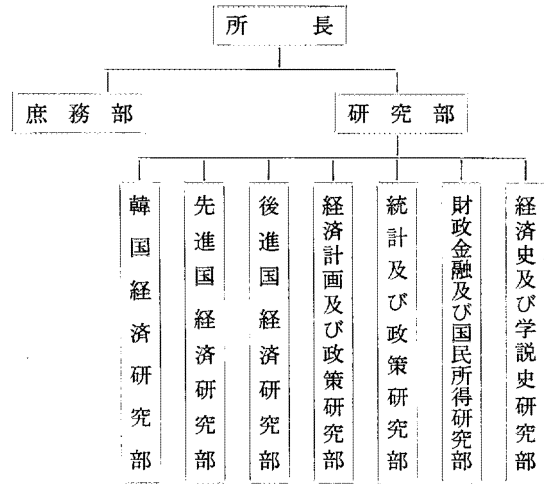 所長
庶務部
研究部
韓国経済研究部
先進国経済研究部
後進国経済研究部
経済計画及び政策研究部
統計及び政策研究部
財政金融及び国民所得研究部
経済史及び学説史研究部